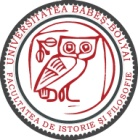 UNIVERSITATEA BABEȘ-BOLYAI
FACULTATEA DE ISTORIE ȘI FILOSOFIE